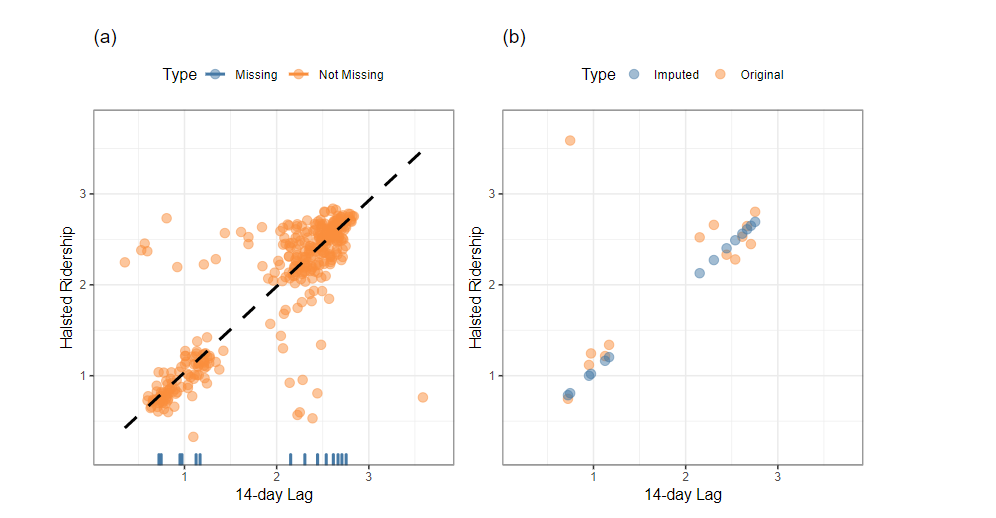 (a)
Type Missing Not Missing
3
2
1
Halsted Ridership
1 2 3
14-day Lag
(b)
Type Imputed Original
3
2
1
Halsted Ridership
1 2 3
14-day Lag